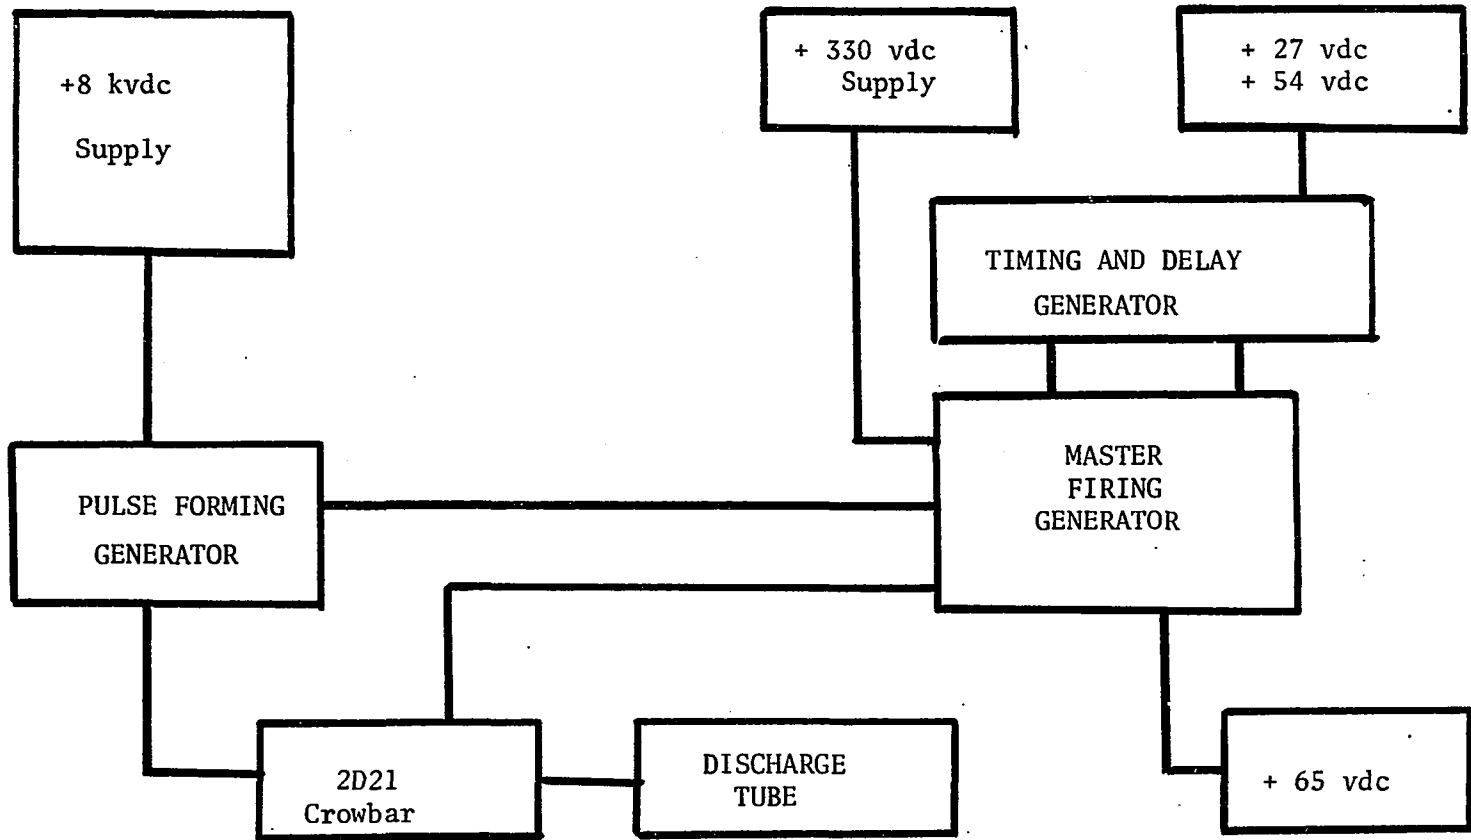 +8 kvdc
Supply
+ 330 vdc
Supply
+ 27 vdc
+ 54 vdc
TIMING AND DELAY
GENERATOR
MASTER
FIRING
GENERATOR
PULSE FORMING
GENERATOR
2D21
Crowbar
DISCHARGE
TUBE
+ 65 vdc